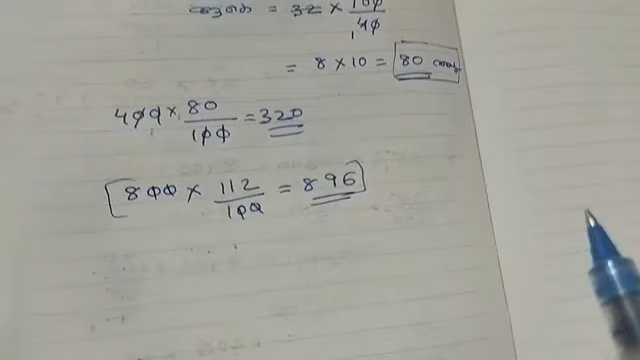 തുക = 32 × 100/40
= 8 × 10 = 80
400 × 80/100 = 320
[800 × 112/100 = 896]